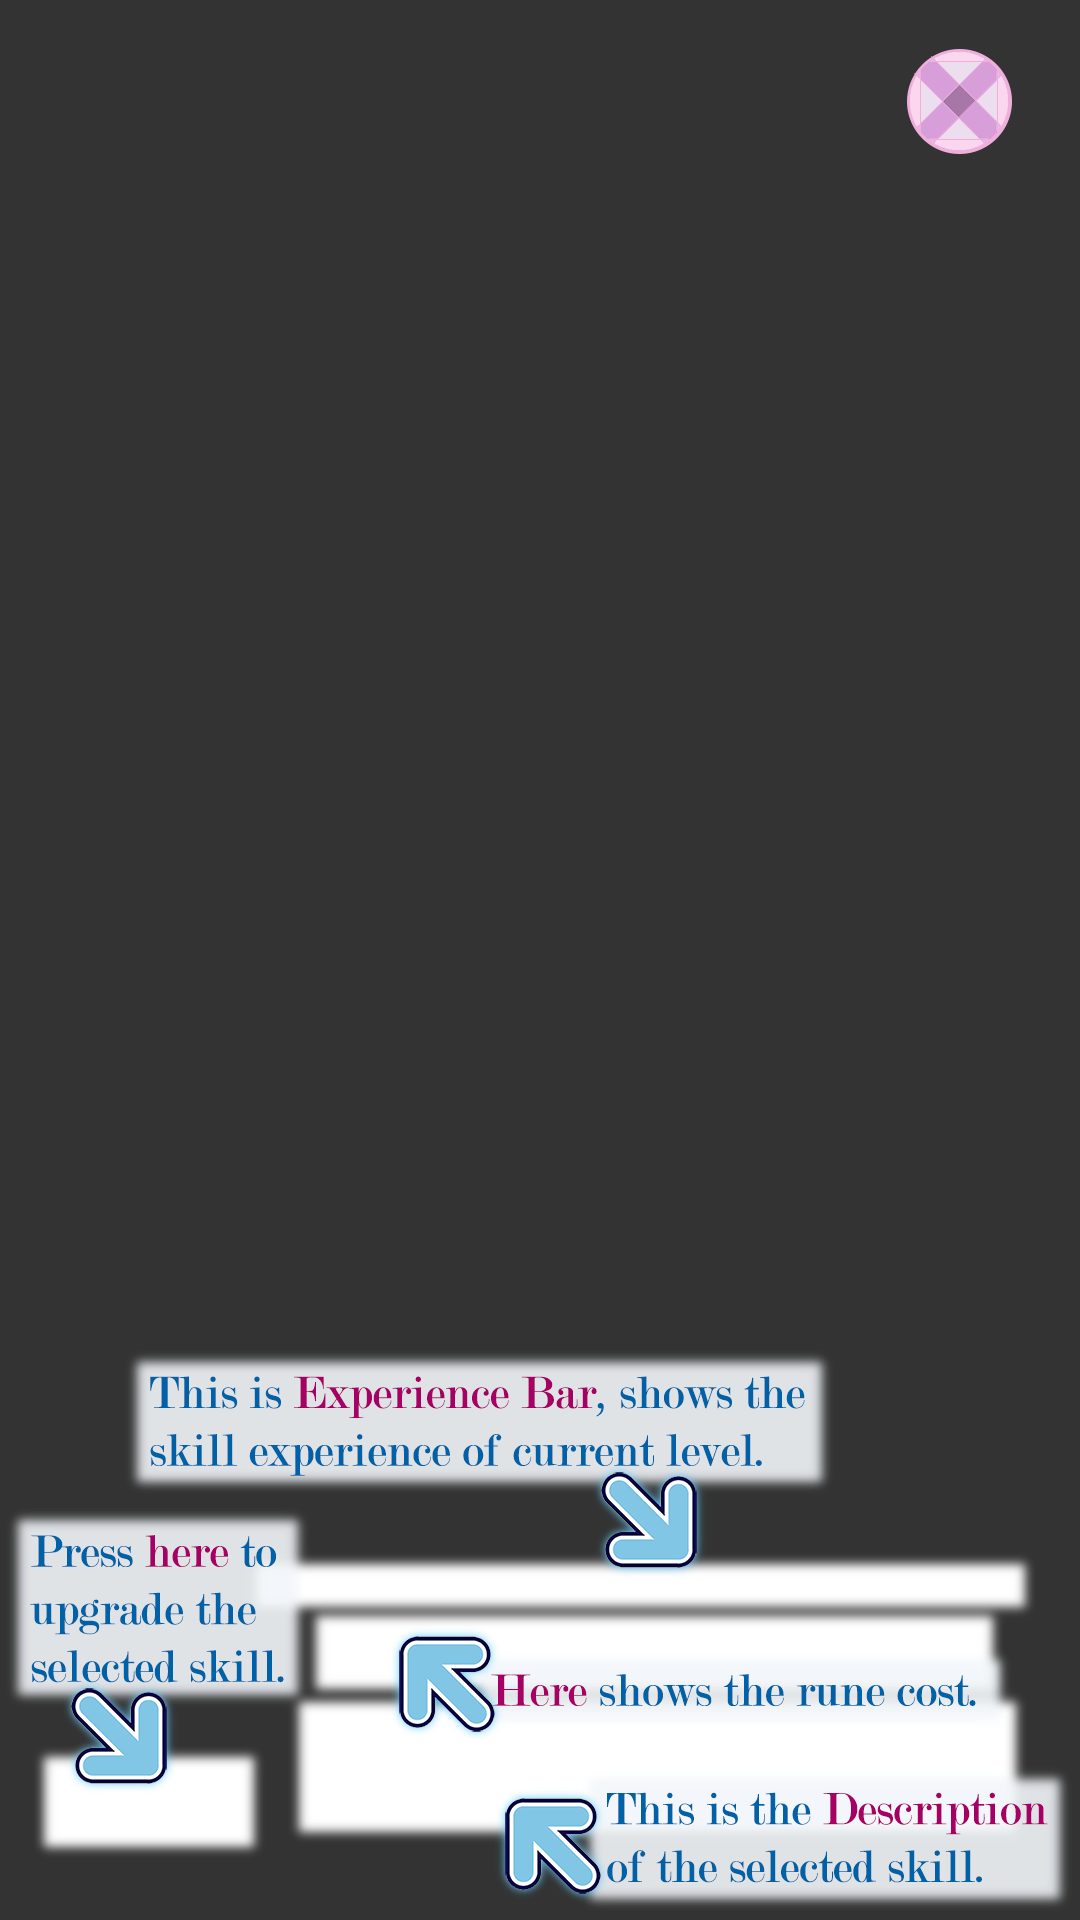 This is Experience Bar, shows the
skill experience of current level.
Press here to
upgrade the
selected skill.
Here shows the rune cost.
This is the Description
of the selected skill.